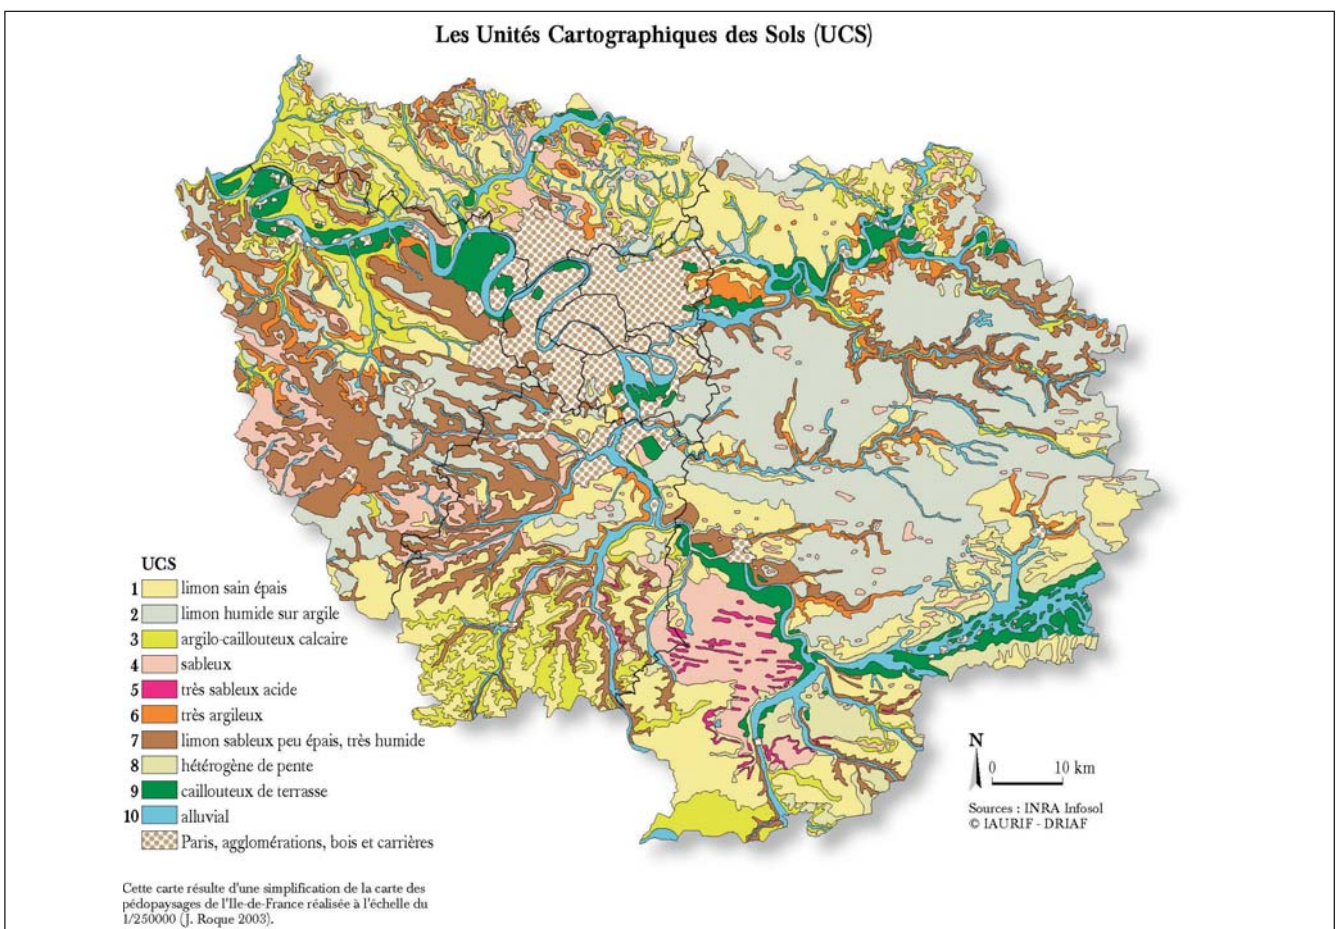 Les Unités Cartographiques des Sols (UCS)
UCS
1 limon sain épais
2 limon humide sur argile
3 argilo-caillouteux calcaire
4 sableux
5 très sableux acide
6 très argileux
7 limon sableux peu épais, très humide
8 hétérogène de pente
9 caillouteux de terrasse
10 alluvial
Paris, agglomérations, bois et carrières
N
0 10 km
Sources : INRA Infosol
© IAURIF - DRIAF
Cette carte résulte d'une simplification de la carte des
pédopaysages de l'Ile-de-France réalisée à l'échelle du
1/250000 (J. Roque 2003).